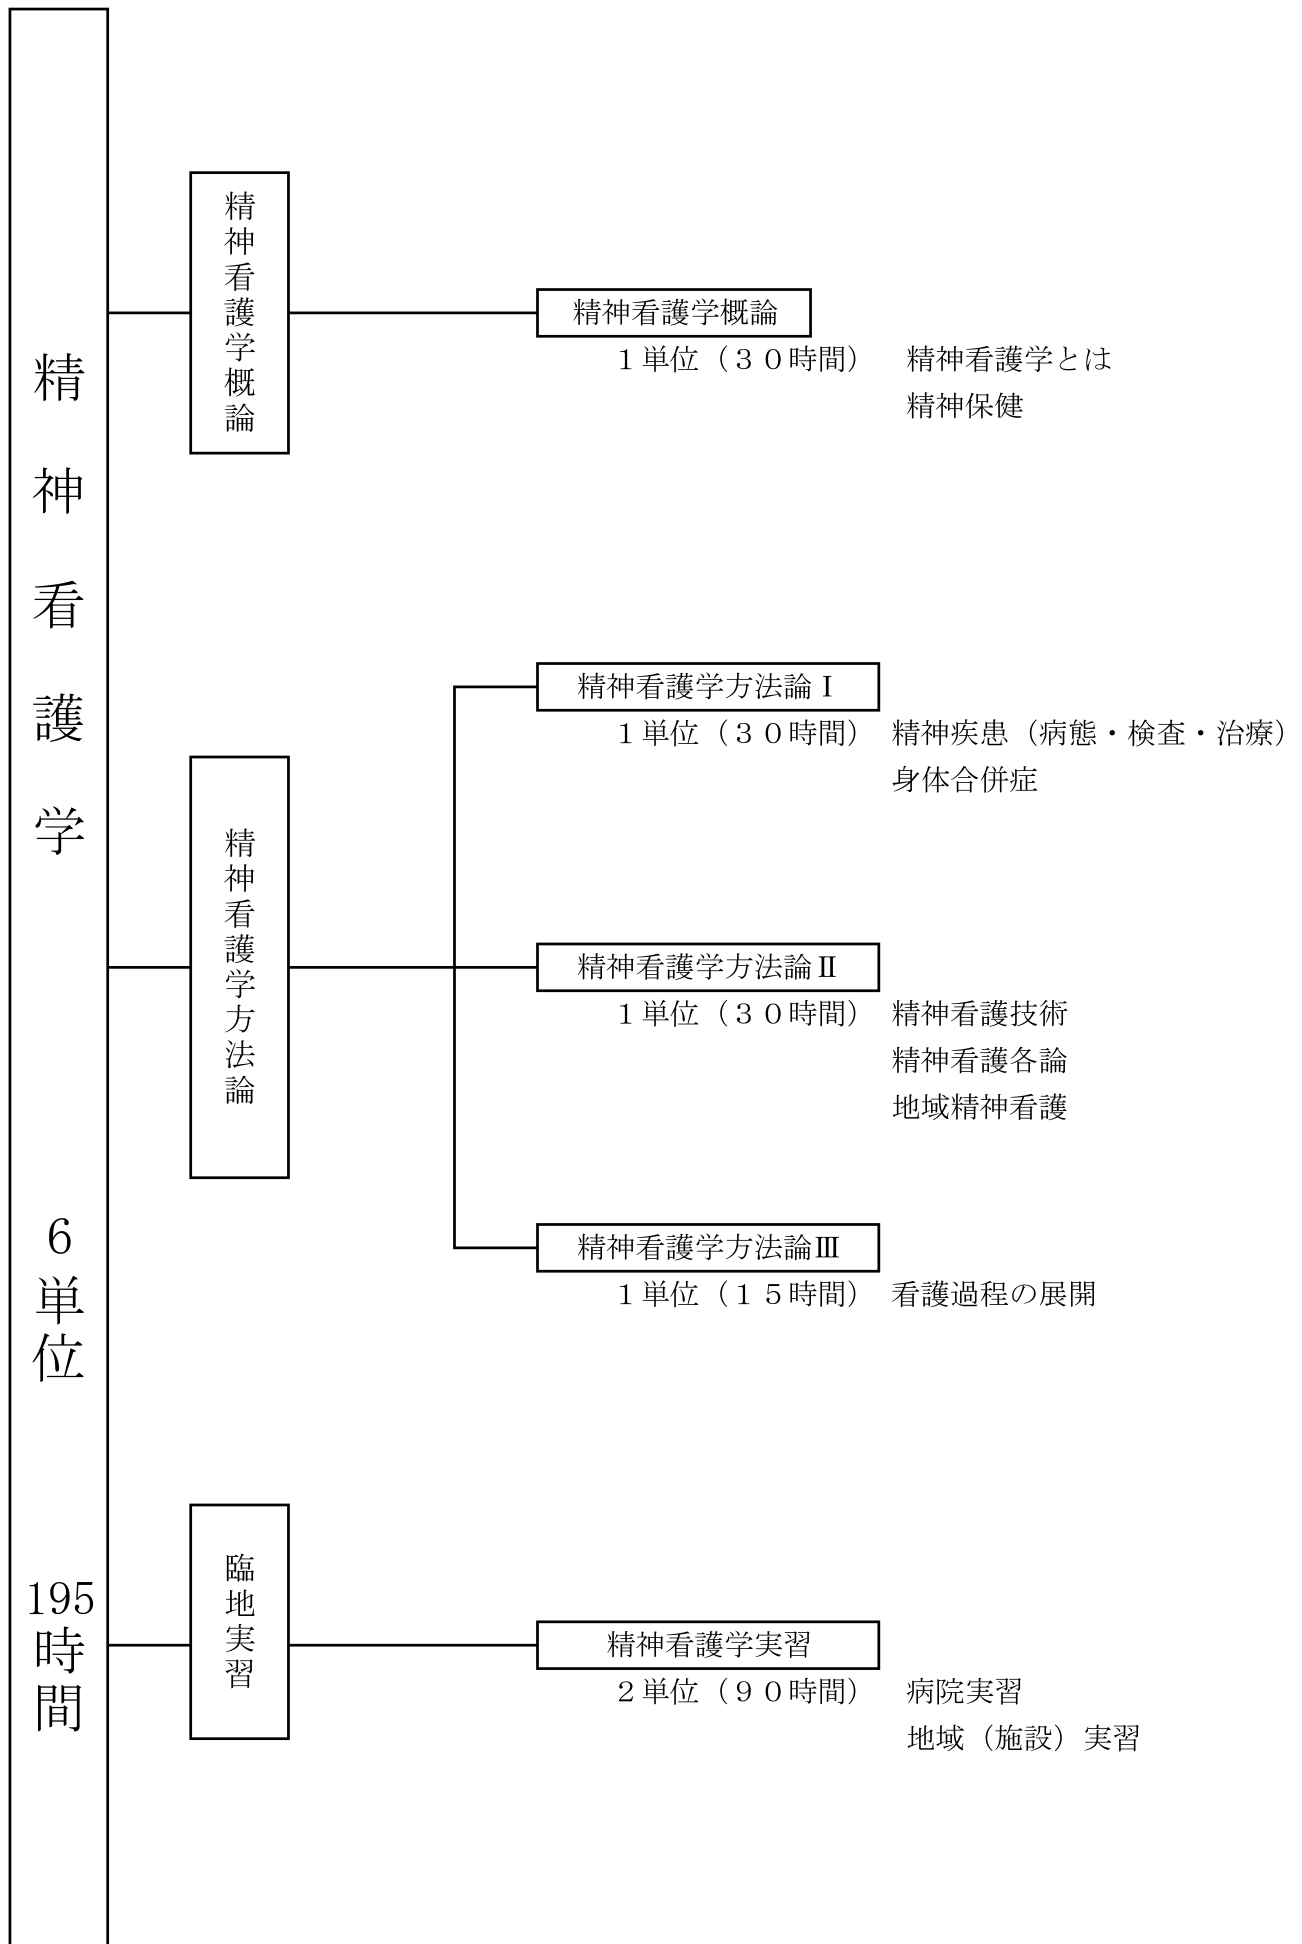 精神看護学
6単位
195時間
精神看護学概論
精神看護学概論
１単位（３０時間）　精神看護学とは
精神保健
精神看護学方法論
精神看護学方法論Ⅰ
１単位（３０時間）　精神疾患（病態・検査・治療）
身体合併症
精神看護学方法論Ⅱ
１単位（３０時間）　精神看護技術
精神看護各論
地域精神看護
精神看護学方法論Ⅲ
１単位（１５時間）　看護過程の展開
臨地実習
精神看護学実習
２単位（９０時間）　病院実習
地域（施設）実習